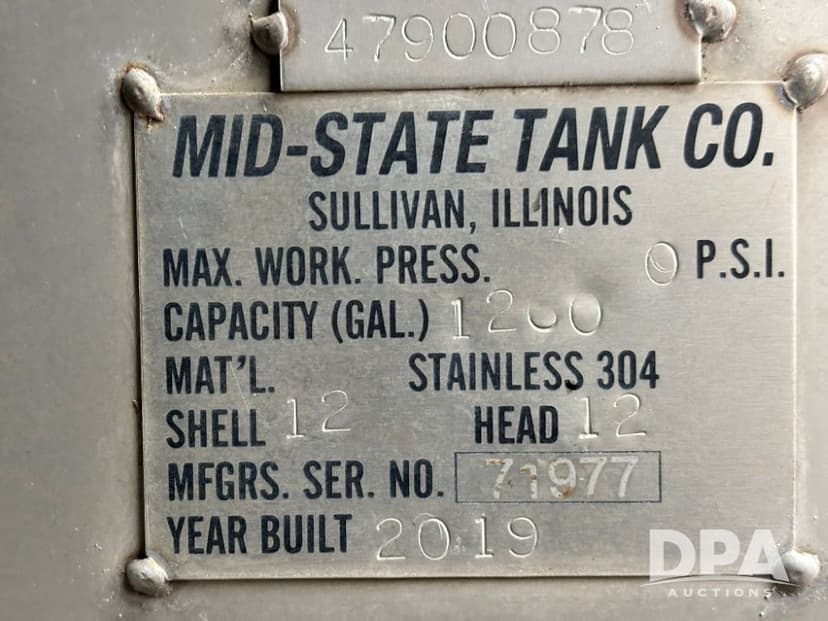 47900878
MID-STATE TANK CO.
SULLIVAN, ILLINOIS
MAX. WORK. PRESS. 0 P.S.I.
CAPACITY (GAL.) 1200
MAT'L. STAINLESS 304
SHELL 12 HEAD 12
MFGRS. SER. NO. 71977
YEAR BUILT 2019
DPA
AUCTIONS